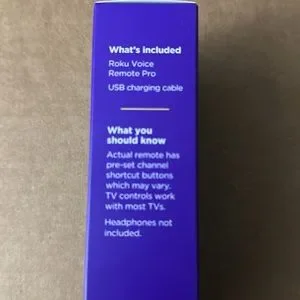 What's included
Roku Voice
Remote Pro
USB charging cable
What you
should know
Actual remote has
pre-set channel
shortcut buttons
which may vary.
TV controls work
with most TVs.
Headphones not
included.